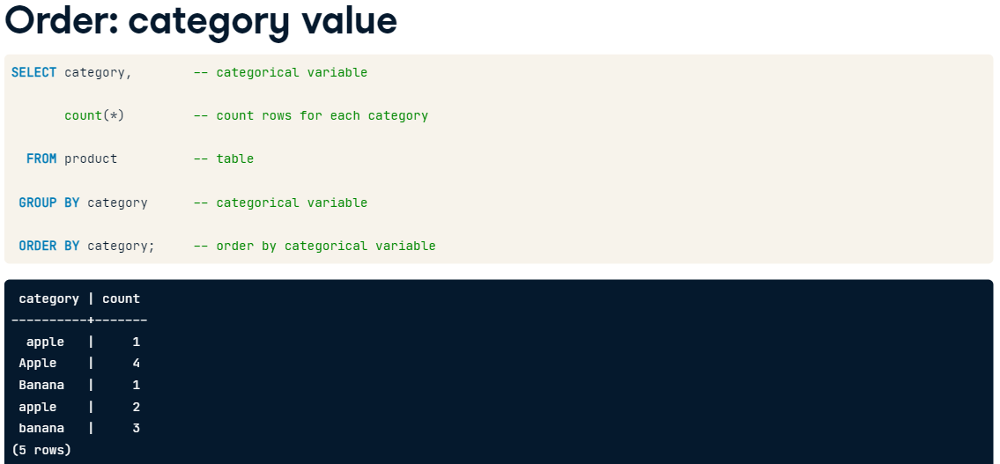 Order: category value
SELECT category,        -- categorical variable
       count(*)         -- count rows for each category
  FROM product          -- table
 GROUP BY category      -- categorical variable
 ORDER BY category;     -- order by categorical variable
 category | count
----------+-------
  apple   |     1
 Apple    |     4
 Banana   |     1
 apple    |     2
 banana   |     3
(5 rows)